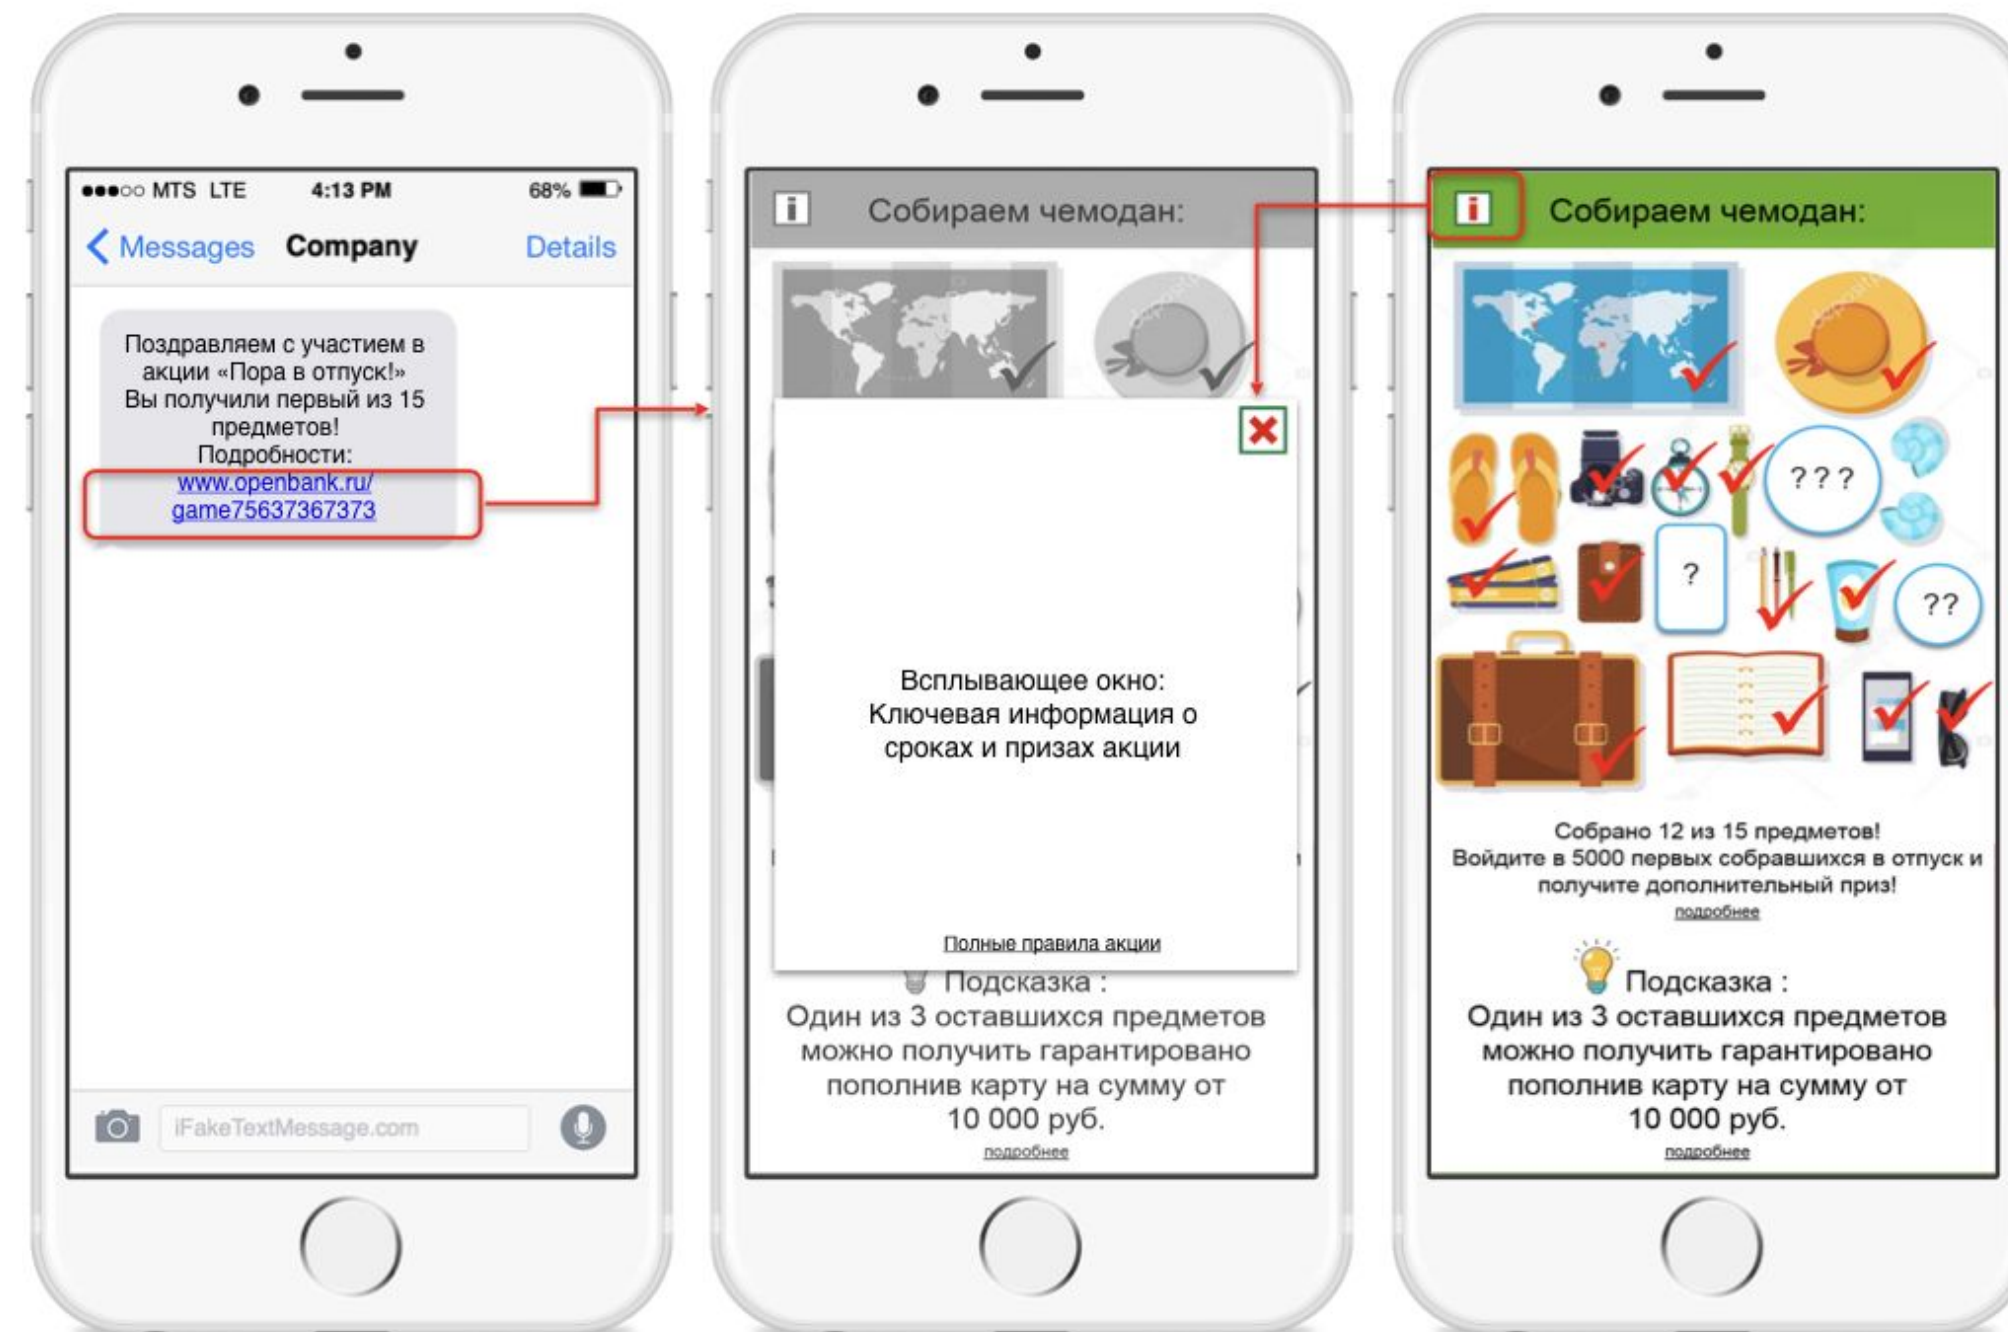 MTS LTE 4:13 PM 68%
Messages Company Details
Поздравляем с участием в
акции «Пора в отпуск!»
Вы получили первый из 15
предметов!
Подробности:
www.openbank.ru/
game75637367373
iFakeTextMessage.com
i Собираем чемодан:
Всплывающее окно:
Ключевая информация о
сроках и призах акции
Полные правила акции
Подсказка :
Один из 3 оставшихся предметов
можно получить гарантировано
пополнив карту на сумму от
10 000 руб.
подробнее
i Собираем чемодан:
? ? ?
?
??
Собрано 12 из 15 предметов!
Войдите в 5000 первых собравшихся в отпуск и
получите дополнительный приз!
подробнее
Подсказка :
Один из 3 оставшихся предметов
можно получить гарантировано
пополнив карту на сумму от
10 000 руб.
подробнее